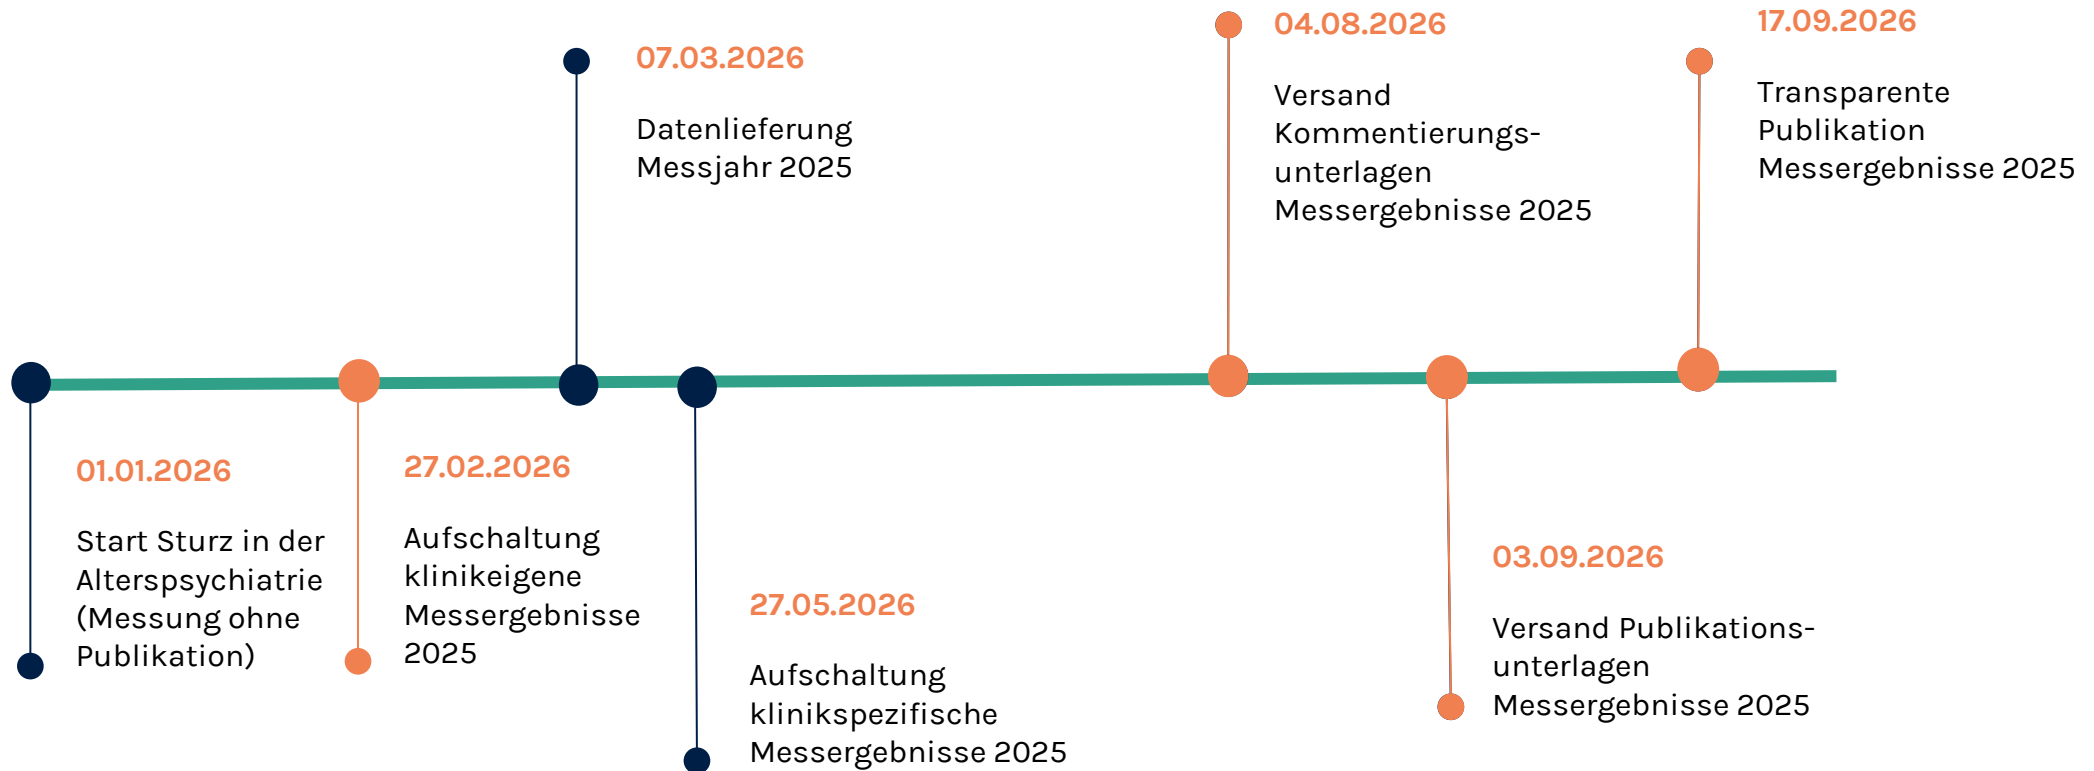 01.01.2026
Start Sturz in der
Alterspsychiatrie
(Messung ohne
Publikation)
27.02.2026
Aufschaltung
klinikeigene
Messergebnisse
2025
07.03.2026
Datenlieferung
Messjahr 2025
27.05.2026
Aufschaltung
klinikspezifische
Messergebnisse 2025
04.08.2026
Versand
Kommentierungs-
unterlagen
Messergebnisse 2025
03.09.2026
Versand Publikations-
unterlagen
Messergebnisse 2025
17.09.2026
Transparente
Publikation
Messergebnisse 2025